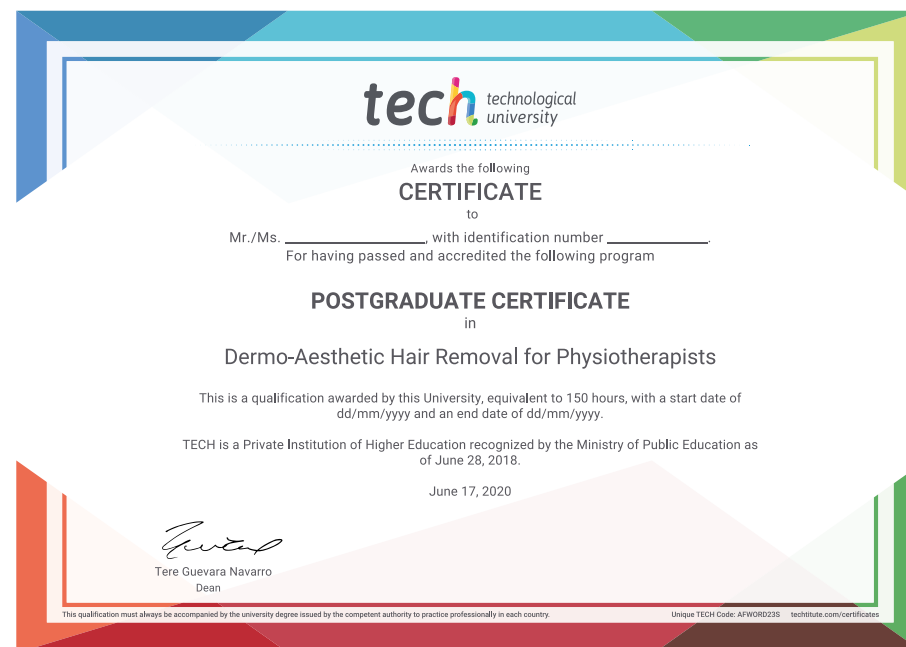 tech technological
university
Awards the following
CERTIFICATE
to
Mr./Ms. ____________________, with identification number ______________.
For having passed and accredited the following program
POSTGRADUATE CERTIFICATE
in
Dermo-Aesthetic Hair Removal for Physiotherapists
This is a qualification awarded by this University, equivalent to 150 hours, with a start date of
dd/mm/yyyy and an end date of dd/mm/yyyy.
TECH is a Private Institution of Higher Education recognized by the Ministry of Public Education as
of June 28, 2018.
June 17, 2020
Tere Guevara Navarro
Dean
This qualification must always be accompanied by the university degree issued by the competent authority to practice professionally in each country. Unique TECH Code: AFWORD23S techtitute.com/certificates